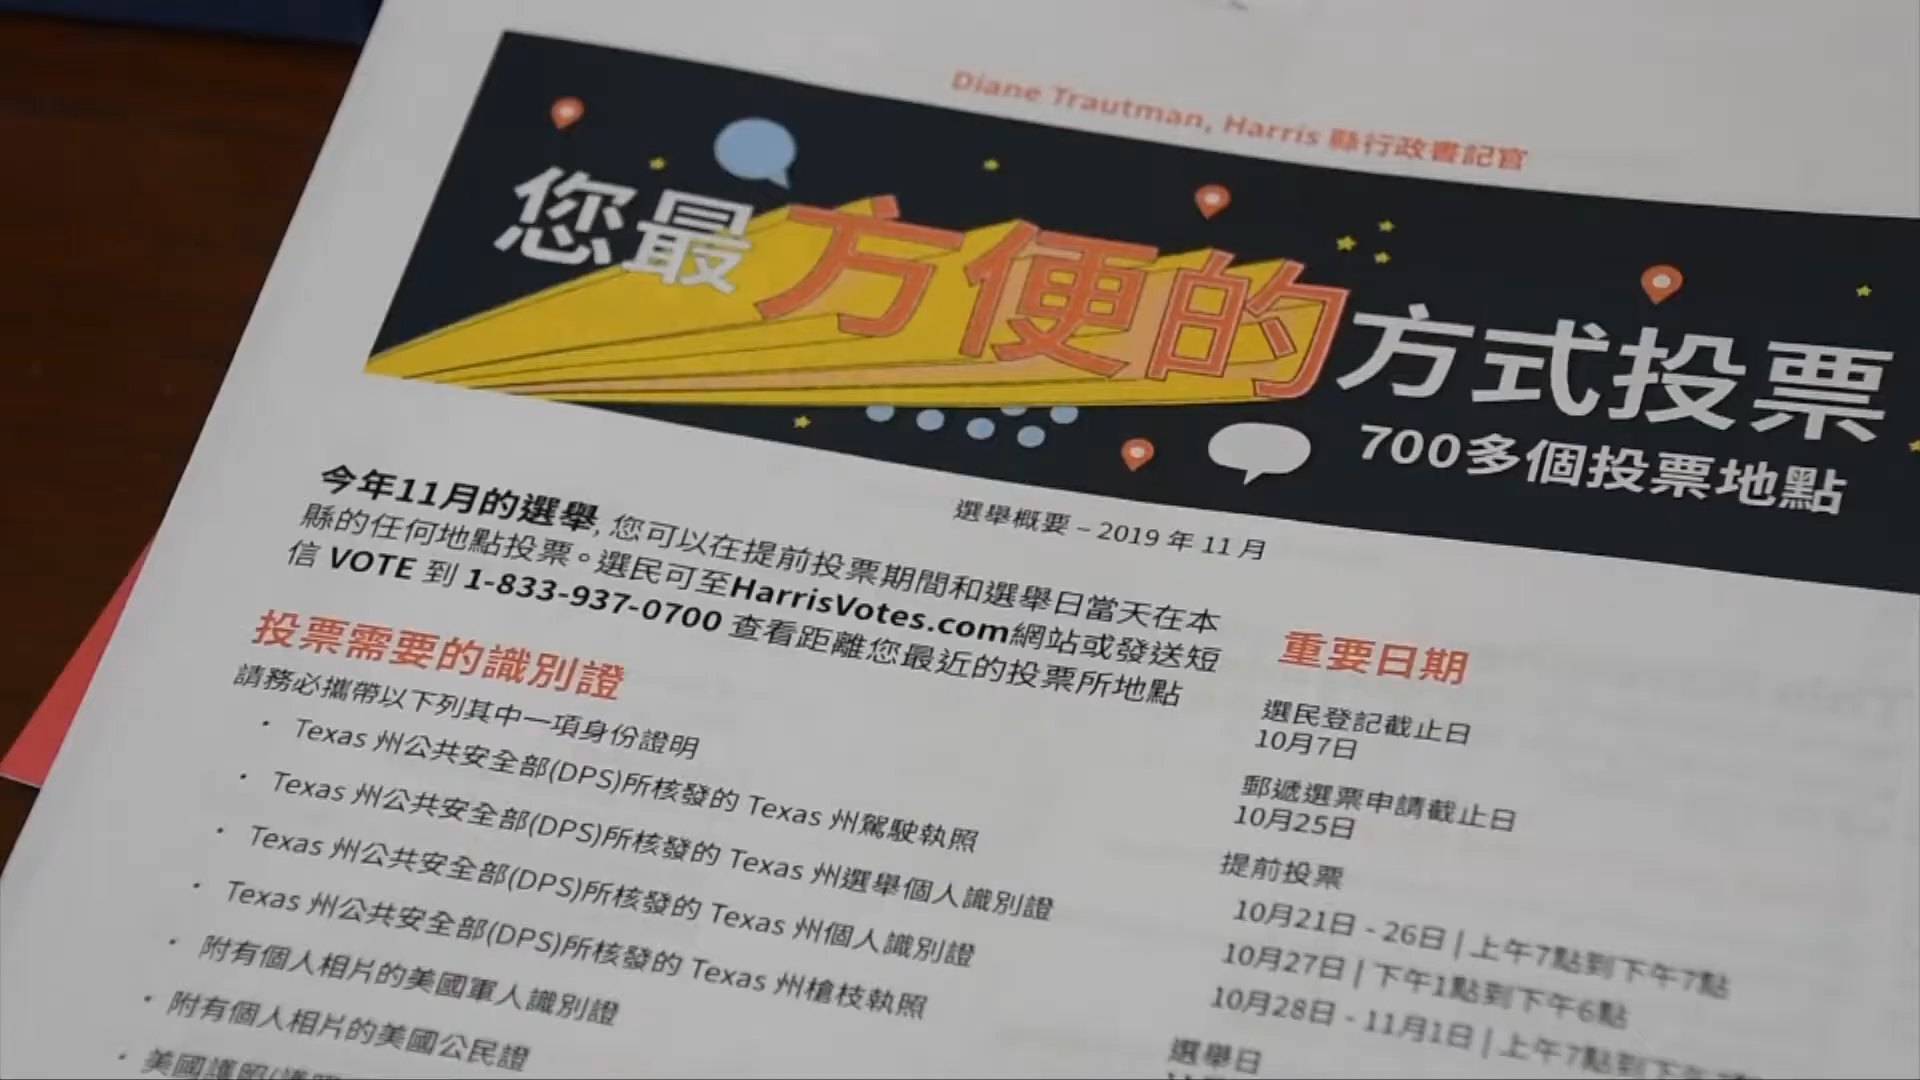 Diane Trautman, Harris 縣行政書記官
您最方便的方式投票
700多個投票地點
選舉概要 – 2019 年 11 月
今年11月的選舉, 您可以在提前投票期間和選舉日當天在本
縣的任何地點投票。選民可至HarrisVotes.com網站或發送短
信 VOTE 到 1-833-937-0700 查看距離您最近的投票所地點
投票需要的識別證
請務必攜帶以下列其中一項身份證明
· Texas 州公共安全部(DPS)所核發的 Texas 州駕駛執照
· Texas 州公共安全部(DPS)所核發的 Texas 州選舉個人識別證
· Texas 州公共安全部(DPS)所核發的 Texas 州個人識別證
· Texas 州公共安全部(DPS)所核發的 Texas 州槍枝執照
· 附有個人相片的美國軍人識別證
· 附有個人相片的美國公民證
· 美國護照
重要日期
選民登記截止日
10月7日
郵遞選票申請截止日
10月25日
提前投票
10月21日 - 26日 | 上午7點到下午7點
10月27日 | 下午1點到下午6點
10月28日 - 11月1日 | 上午7點到下午
選舉日